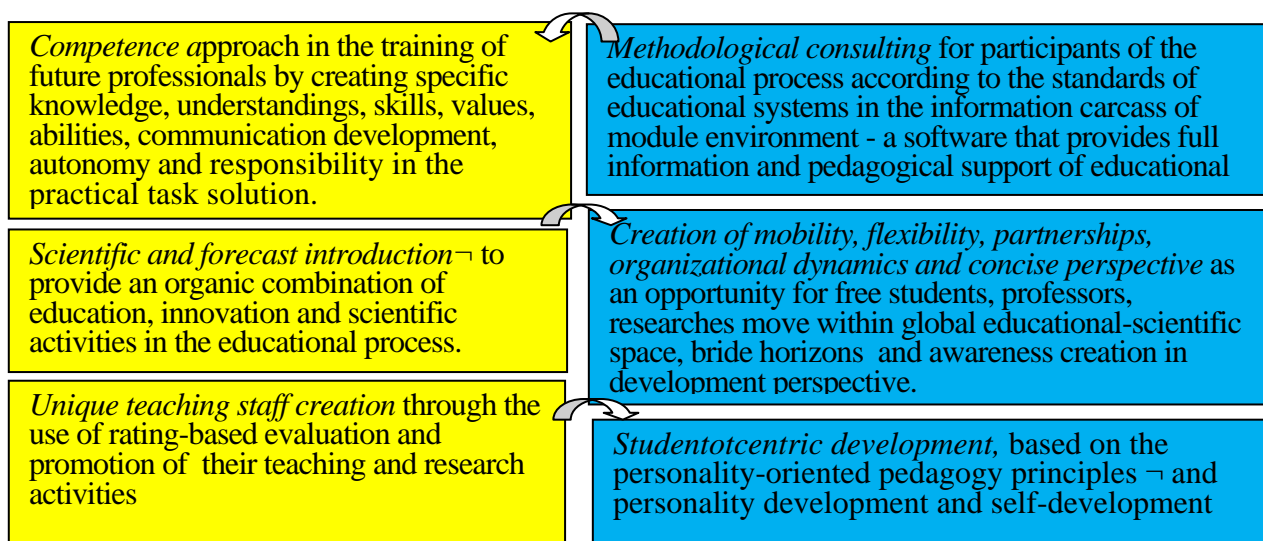 Competence approach in the training of
future professionals by creating specific
knowledge, understandings, skills, values,
abilities, communication development,
autonomy and responsibility in the
practical task solution.
Methodological consulting for participants of the
educational process according to the standards of
educational systems in the information carcass of
module environment - a software that provides full
information and pedagogical support of educational
Scientific and forecast introduction¬ to
provide an organic combination of
education, innovation and scientific
activities in the educational process.
Creation of mobility, flexibility, partnerships,
organizational dynamics and concise perspective as
an opportunity for free students, professors,
researches move within global educational-scientific
space, bride horizons and awareness creation in
development perspective.
Unique teaching staff creation through the
use of rating-based evaluation and
promotion of their teaching and research
activities
Studentotcentric development, based on the
personality-oriented pedagogy principles ¬ and
personality development and self-development